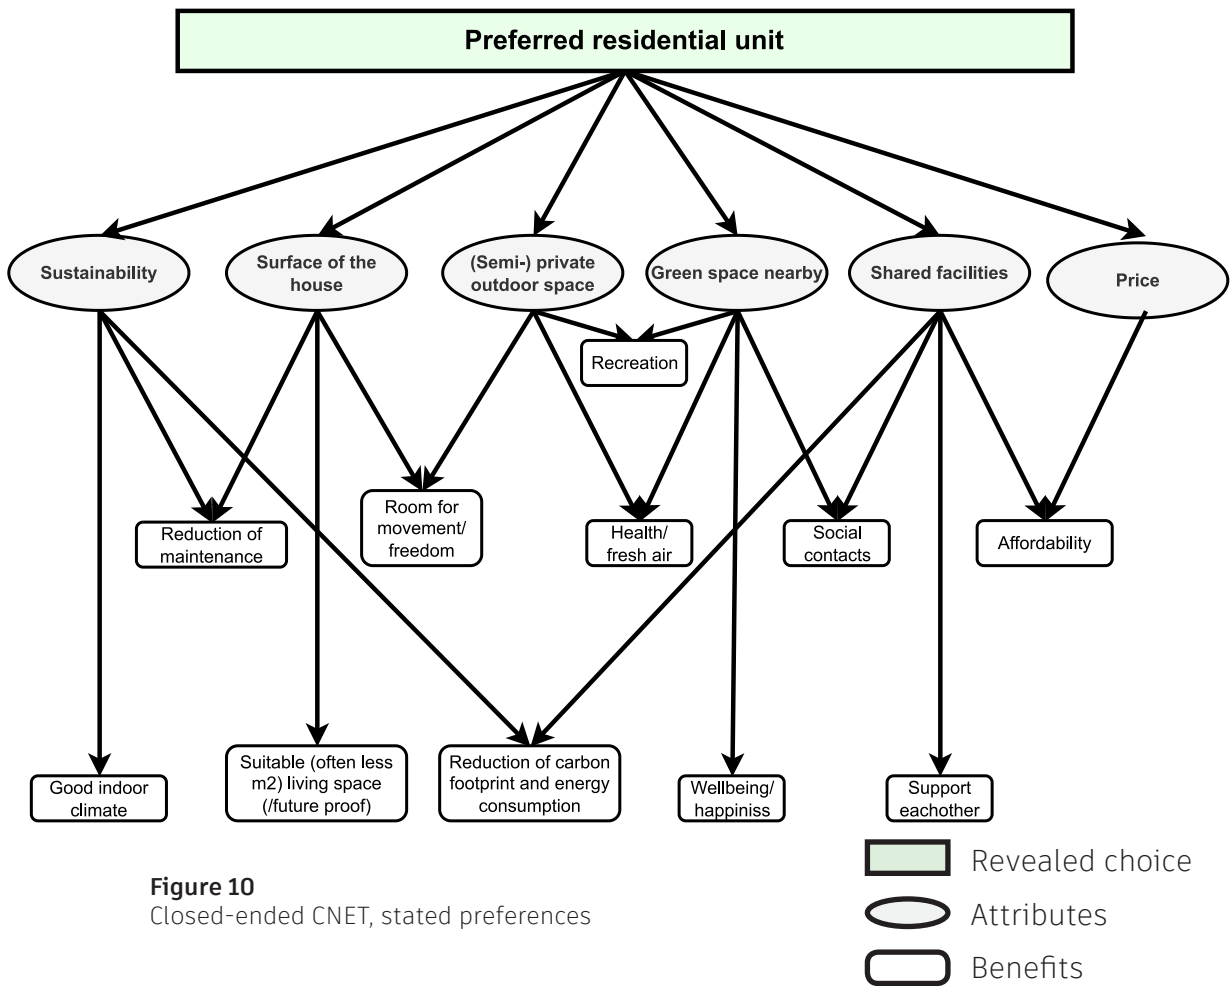 Preferred residential unit
Sustainability
Surface of the
house
(Semi-) private
outdoor space
Green space nearby
Shared facilities
Price
Recreation
Reduction of
maintenance
Room for
movement/
freedom
Health/
fresh air
Social
contacts
Affordability
Good indoor
climate
Suitable (often less
m2) living space
(/future proof)
Reduction of carbon
footprint and energy
consumption
Wellbeing/
happiniss
Support
eachother
Figure 10
Closed-ended CNET, stated preferences
Revealed choice
Attributes
Benefits